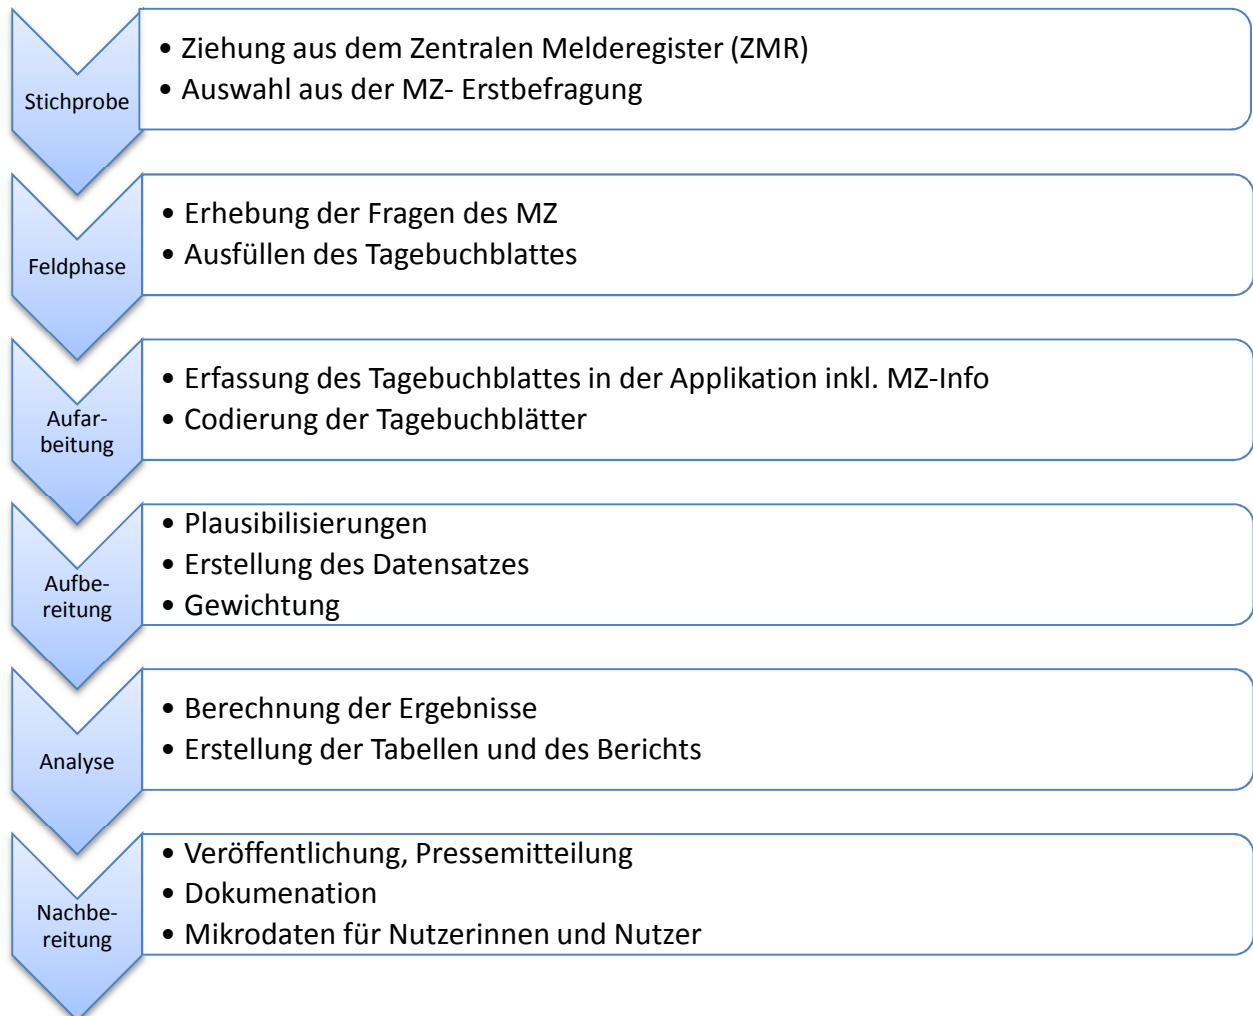 Stichprobe
• Ziehung aus dem Zentralen Melderegister (ZMR)
• Auswahl aus der MZ- Erstbefragung
Feldphase
• Erhebung der Fragen des MZ
• Ausfüllen des Tagebuchblattes
Aufar-
beitung
• Erfassung des Tagebuchblattes in der Applikation inkl. MZ-Info
• Codierung der Tagebuchblätter
Aufbe-
reitung
• Plausibilisierungen
• Erstellung des Datensatzes
• Gewichtung
Analyse
• Berechnung der Ergebnisse
• Erstellung der Tabellen und des Berichts
Nachbe-
reitung
• Veröffentlichung, Pressemitteilung
• Dokumenation
• Mikrodaten für Nutzerinnen und Nutzer